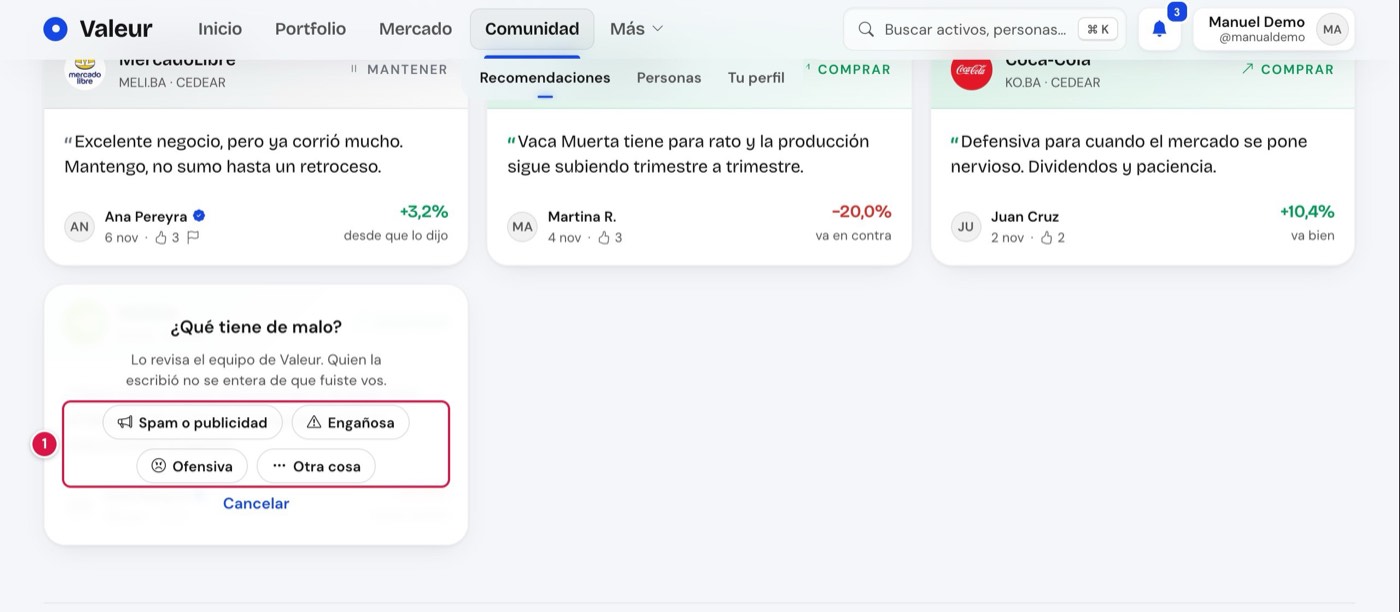 Valeur
Inicio
Portfolio
Mercado
Comunidad
Más
Buscar activos, personas...
⌘ K
3
Manuel Demo
@manualdemo
MA
Recomendaciones
Personas
Tu perfil
mercado
libre
MercadoLibre
MELI.BA · CEDEAR
MANTENER
COMPRAR
Coca-Cola
Coca-Cola
KO.BA · CEDEAR
COMPRAR
“Excelente negocio, pero ya corrió mucho.
Mantengo, no sumo hasta un retroceso.
AN
Ana Pereyra
6 nov · 3
+3,2%
desde que lo dijo
“Vaca Muerta tiene para rato y la producción
sigue subiendo trimestre a trimestre.
MA
Martina R.
4 nov · 3
−20,0%
va en contra
“Defensiva para cuando el mercado se pone
nervioso. Dividendos y paciencia.
JU
Juan Cruz
2 nov · 2
+10,4%
va bien
¿Qué tiene de malo?
Lo revisa el equipo de Valeur. Quien la
escribió no se entera de que fuiste vos.
1
Spam o publicidad
Engañosa
Ofensiva
Otra cosa
Cancelar